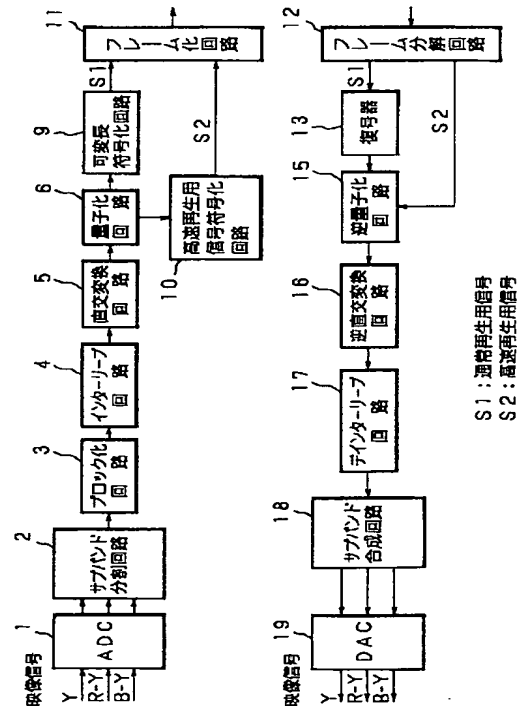 映像信号
Y
R-Y
B-Y
1
ADC
2
サブバンド
分割回路
3
ブロック化
回路
4
インターリーブ
回路
5
直交変換
回路
6
量子化
回路
9
可変長
符号化回路
S1
11
フレーム化回路
高速再生用
信号符号化
回路
10
S2
12
フレーム分解回路
S1
13
復号器
S2
15
逆量子化
回路
16
逆直交変換
回路
17
デインターリーブ
回路
18
サブバンド
合成回路
19
DAC
映像信号
Y
R-Y
B-Y
S1:通常再生用信号
S2:高速再生用信号